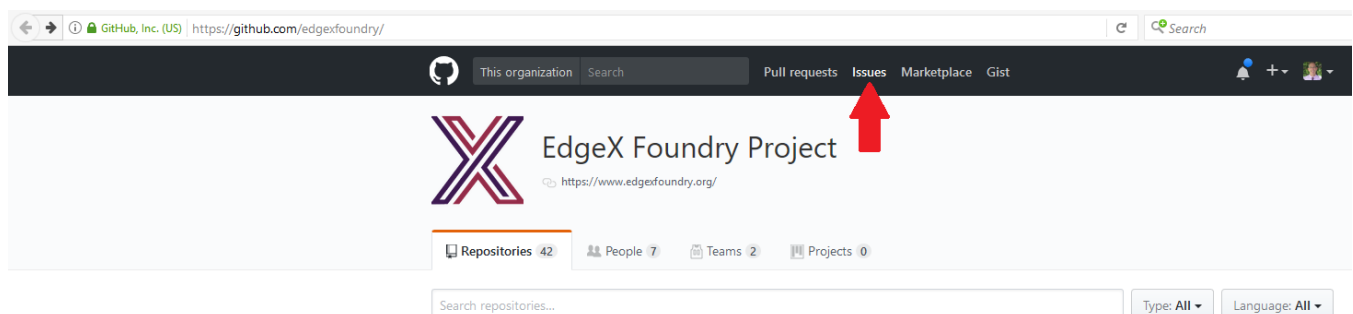 GitHub, Inc. (US) https://github.com/edgexfoundry/ Search
This organization Search Pull requests Issues Marketplace Gist
EdgeX Foundry Project
https://www.edgexfoundry.org/
Repositories 42 People 7 Teams 2 Projects 0
Search repositories... Type: All Language: All